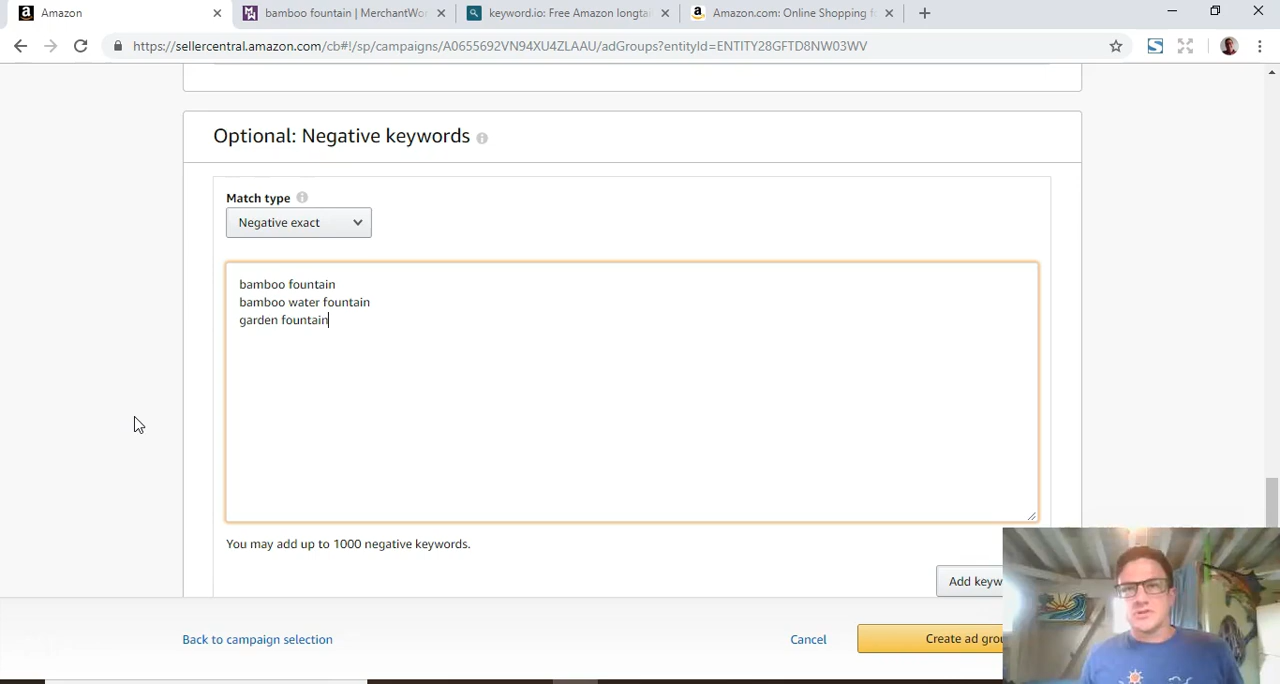 Amazon
bamboo fountain | MerchantWo
keyword.io: Free Amazon longta
Amazon.com: Online Shopping f
https://sellercentral.amazon.com/cb#!/sp/campaigns/A0655692VN94XU4ZLAAU/adGroups?entityId=ENTITY28GFTD8NW03WV
Optional: Negative keywords
Match type
Negative exact
bamboo fountain
bamboo water fountain
garden fountain
You may add up to 1000 negative keywords.
Add keyw
Back to campaign selection
Cancel
Create ad grou